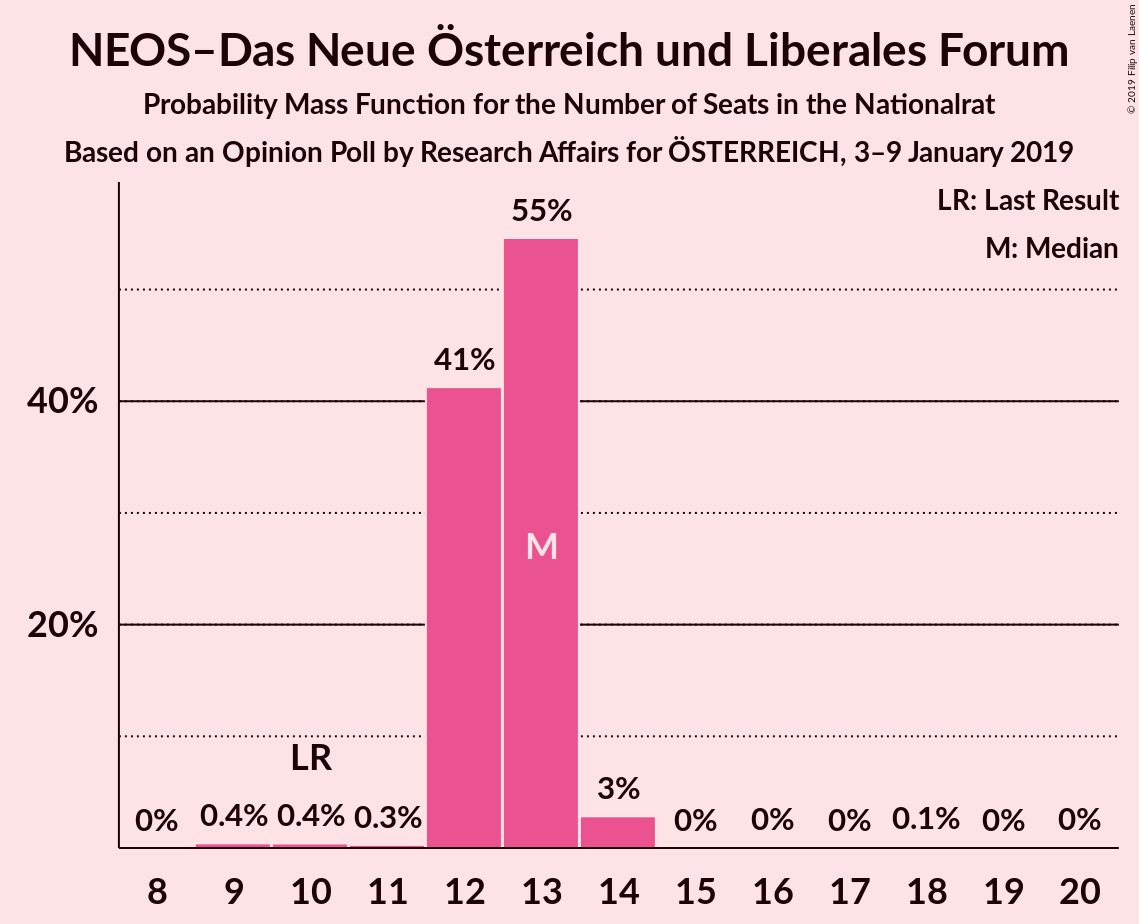 NEOS–Das Neue Österreich und Liberales Forum
Probability Mass Function for the Number of Seats in the Nationalrat
Based on an Opinion Poll by Research Affairs for ÖSTERREICH, 3–9 January 2019
© 2019 Filip van Laenen
LR: Last Result
M: Median
55%
41%
40%
M
20%
LR
0% 0.4% 0.4% 0.3% 3% 0% 0% 0% 0.1% 0% 0%
8 9 10 11 12 13 14 15 16 17 18 19 20